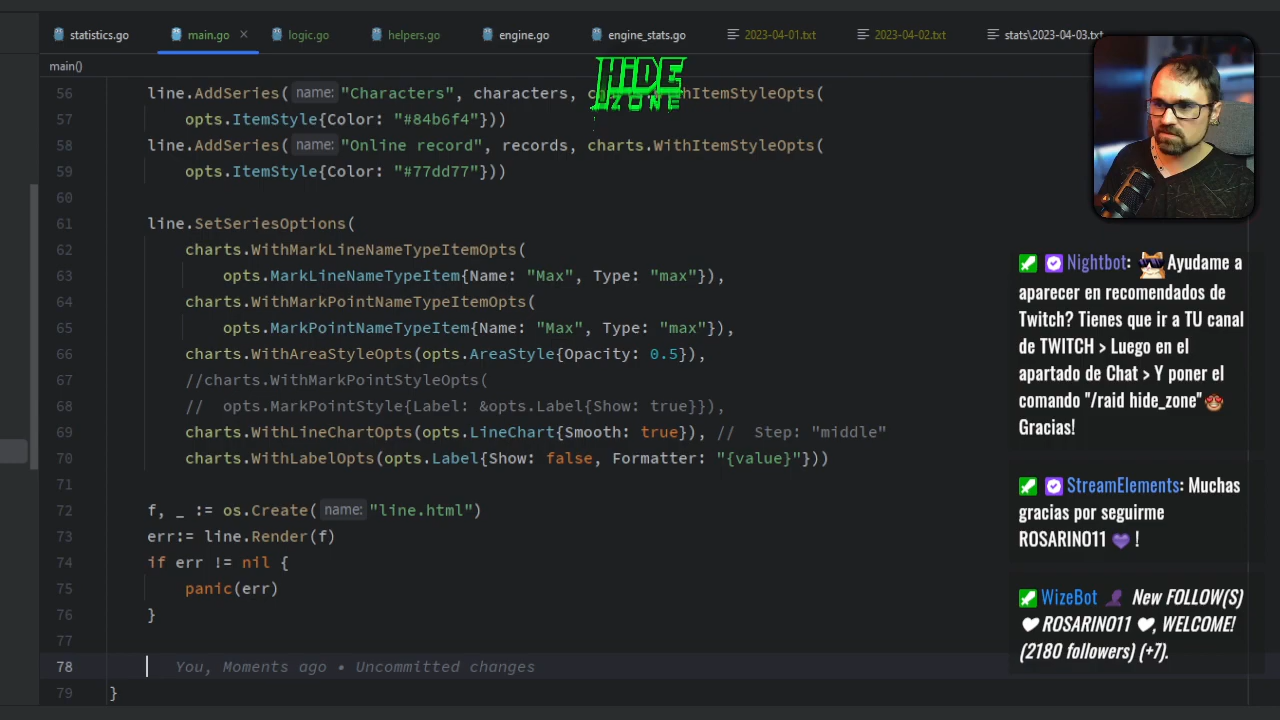 statistics.go main.go × logic.go helpers.go engine.go engine_stats.go 2023-04-01.txt 2023-04-02.txt stats\2023-04-03.txt
main()
HiDE
ZONE
56 line.AddSeries( name: "Characters", characters, charts.WithItemStyleOpts(
57 opts.ItemStyle{Color: "#84b6f4"}))
58 line.AddSeries( name: "Online record", records, charts.WithItemStyleOpts(
59 opts.ItemStyle{Color: "#77dd77"}))
60
61 line.SetSeriesOptions(
62 charts.WithMarkLineNameTypeItemOpts(
63 opts.MarkLineNameTypeItem{Name: "Max", Type: "max"}),
64 charts.WithMarkPointNameTypeItemOpts(
65 opts.MarkPointNameTypeItem{Name: "Max", Type: "max"}),
66 charts.WithAreaStyleOpts(opts.AreaStyle{Opacity: 0.5}),
67 //charts.WithMarkPointStyleOpts(
68 // opts.MarkPointStyle{Label: &opts.Label{Show: true}}),
69 charts.WithLineChartOpts(opts.LineChart{Smooth: true}), // Step: "middle"
70 charts.WithLabelOpts(opts.Label{Show: false, Formatter: "{value}"}))
71
72 f, _ := os.Create( name: "line.html")
73 err:= line.Render(f)
74 if err != nil {
75 panic(err)
76 }
77
78 You, Moments ago • Uncommitted changes
79 }
Nightbot: Ayudame a
aparecer en recomendados de
Twitch? Tienes que ir a TU canal
de TWITCH > Luego en el
apartado de Chat > Y poner el
comando "/raid hide_zone"
Gracias!
StreamElements: Muchas
gracias por seguirme
ROSARINO11 !
WizeBot New FOLLOW(S)
ROSARINO11 , WELCOME!
(2180 followers) (+7).